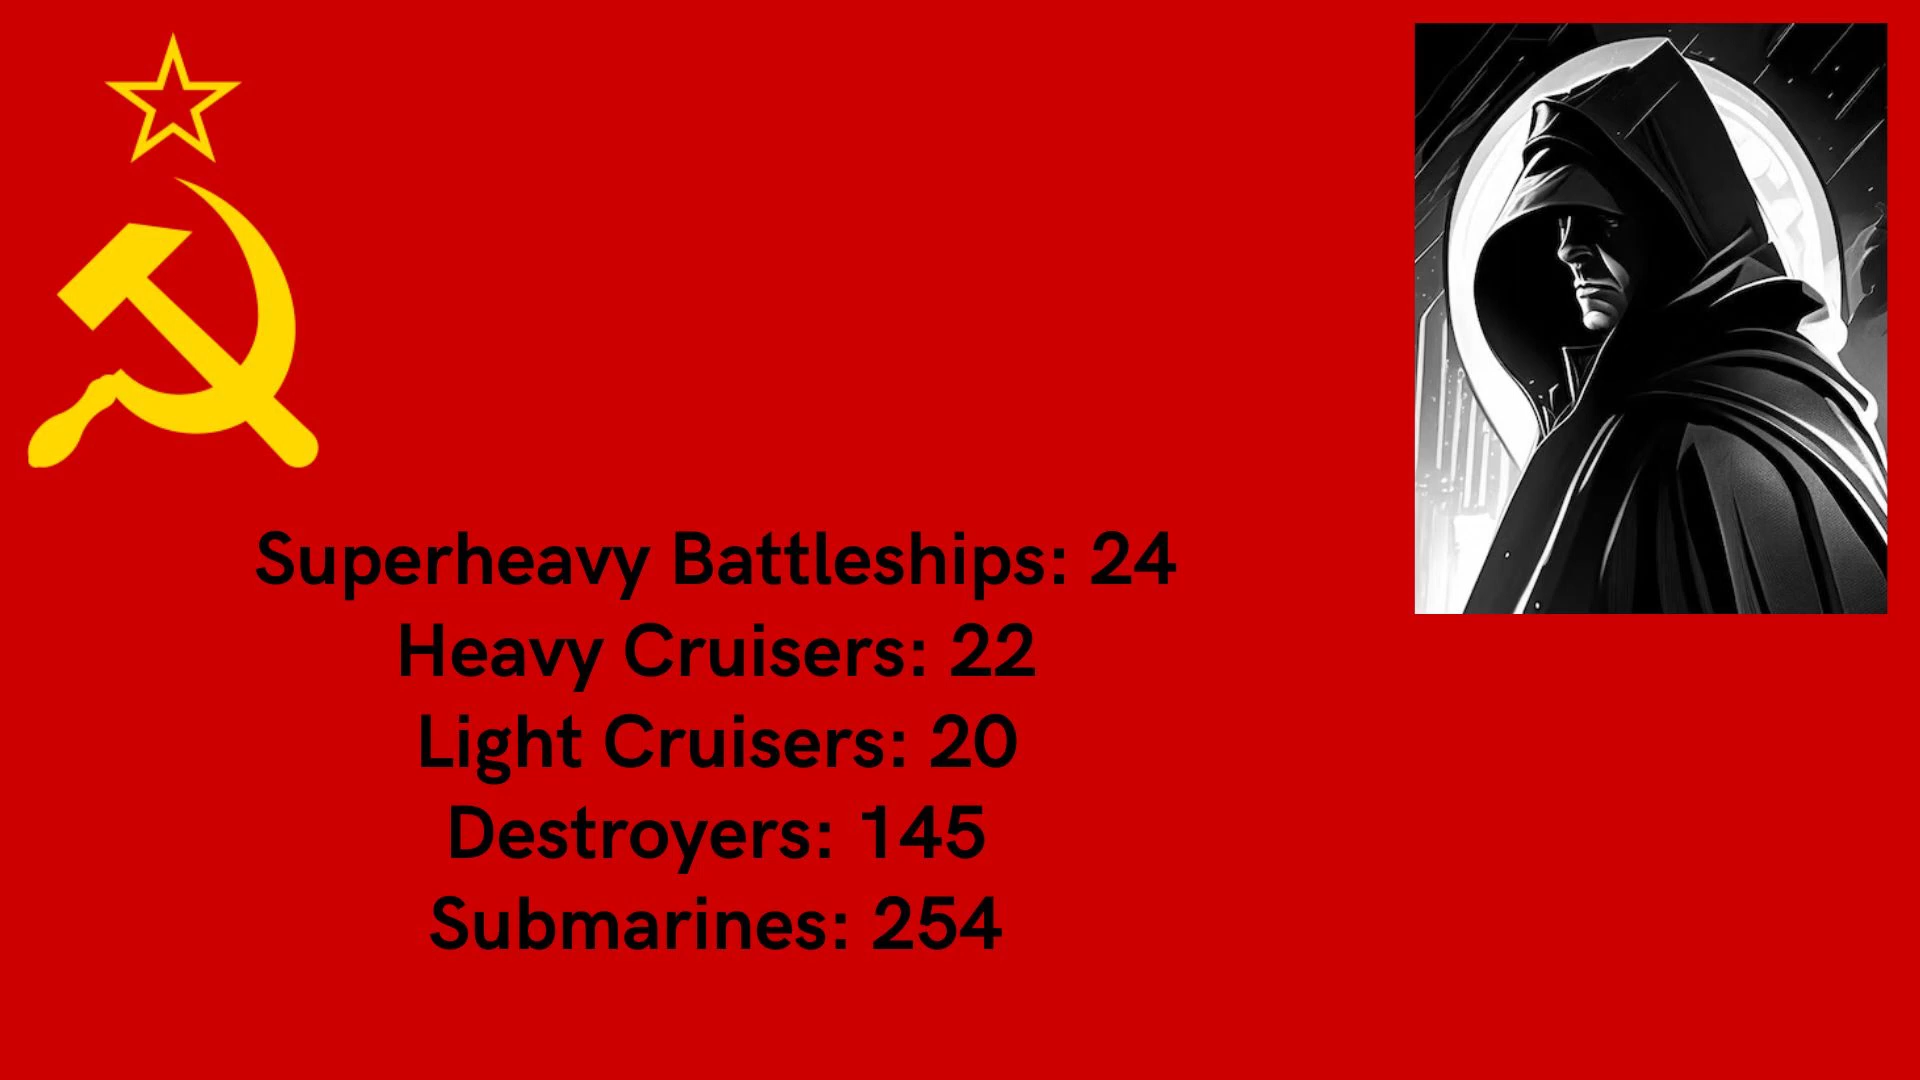 Superheavy Battleships: 24
Heavy Cruisers: 22
Light Cruisers: 20
Destroyers: 145
Submarines: 254